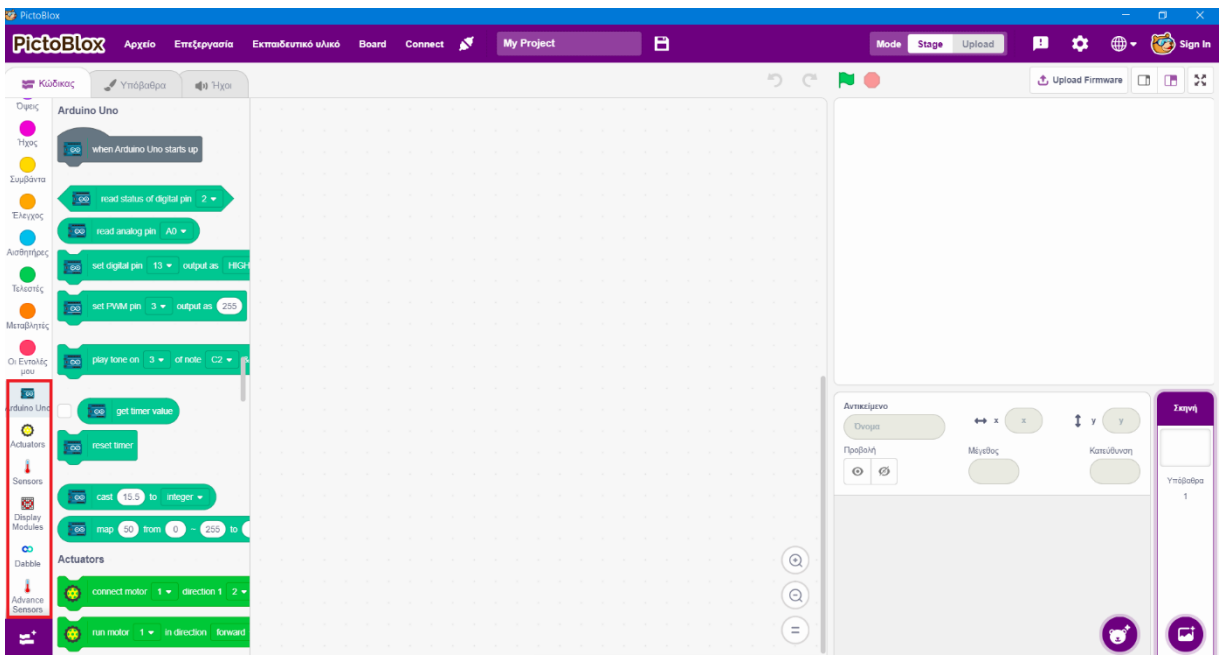 PictoBlox
PictoBlox Αρχείο Επεξεργασία Εκπαιδευτικό υλικό Board Connect My Project Mode Stage Upload Sign In
Κώδικας Υπόβαθρα Ήχοι Upload Firmware
Όψεις
Ήχος
Συμβάντα
Έλεγχος
Αισθητήρες
Τελεστές
Μεταβλητές
Οι Εντολές
μου
Arduino Uno
Actuators
Sensors
Display
Modules
Dabble
Advance
Sensors
Arduino Uno
when Arduino Uno starts up
read status of digital pin 2
read analog pin A0
set digital pin 13 output as HIGH
set PWM pin 3 output as 255
play tone on 3 of note C2 &
get timer value
reset timer
cast 15.5 to integer
map 50 from 0 ~ 255 to
Actuators
connect motor 1 direction 1 2
run motor 1 in direction forward
Αντικείμενο
Όνομα x x y y
Προβολή Μέγεθος Κατεύθυνση
Σκηνή
Υπόβαθρα
1